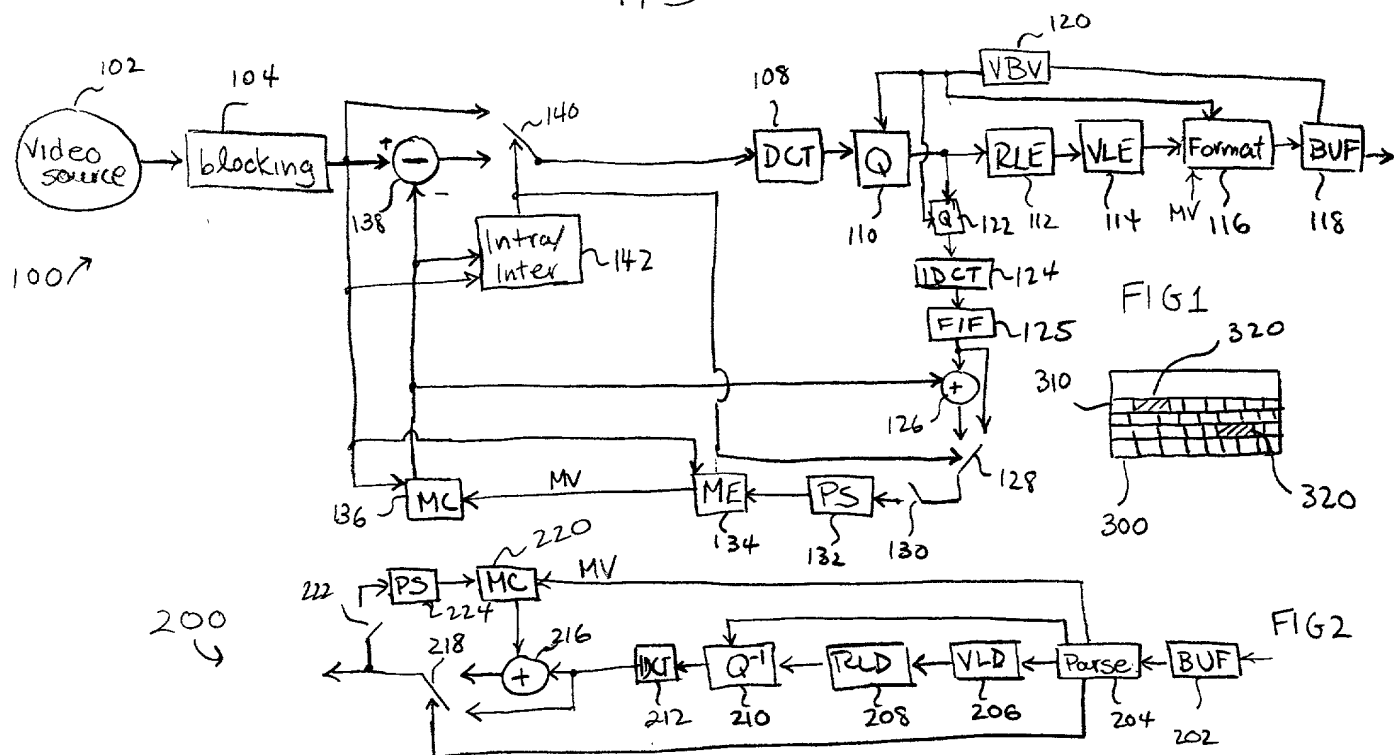 120
VBV
102
104
108
140
Video
source
blocking
+
−
−
138
DCT
Q
RLE
VLE
Format
BUF
110
Q
122
112
114
MV
116
118
100
Intra/
Inter
142
IDCT
124
FIF
125
FIG1
320
310
+
126
128
320
300
MC
136
MV
ME
134
PS
132
130
220
222
PS
224
MC
MV
200
218
216
+
IDCT
Q-1
RLD
VLD
Parse
BUF
FIG2
212
210
208
206
204
202